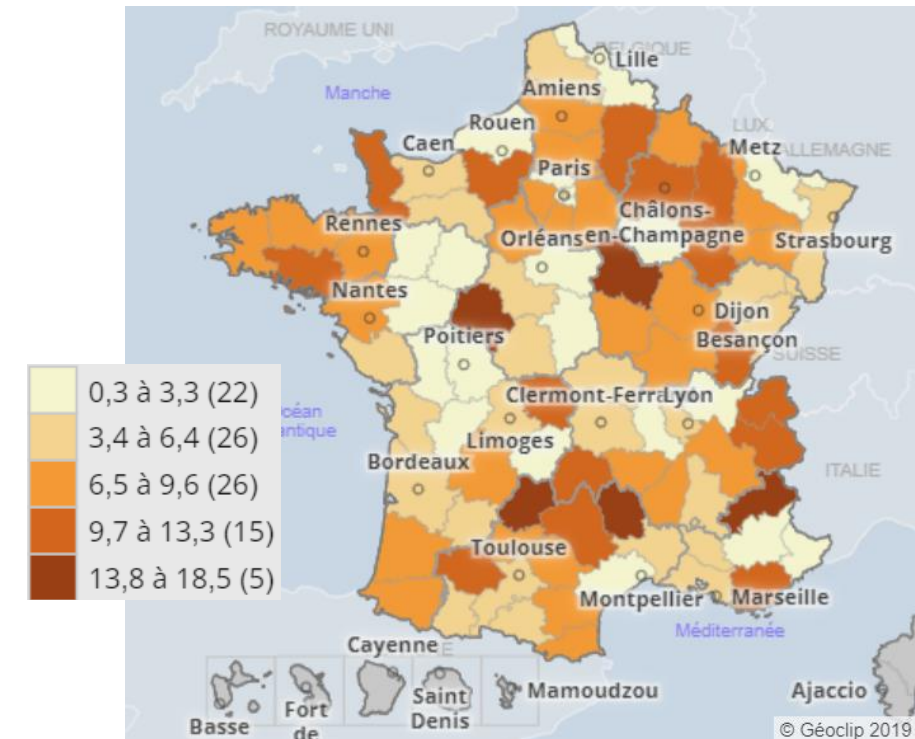 ROYAUME UNI
BELGIQUE
Lille
Manche
Amiens
Rouen
LUX.
Caen
Metz
ALLEMAGNE
Paris
Châlons-
Rennes
Orléans
en-Champagne
Strasbourg
Nantes
Dijon
Poitiers
Besançon
SUISSE
0,3 à 3,3 (22)
Clermont-Ferra
Lyon
océan
antique
3,4 à 6,4 (26)
Limoges
Bordeaux
ITALIE
6,5 à 9,6 (26)
9,7 à 13,3 (15)
Toulouse
13,8 à 18,5 (5)
Montpellier
Marseille
Méditerranée
Cayenne
E
Saint
Denis
Mamoudzou
Ajaccio
Fort
de
Basse
© Géoclip 2019